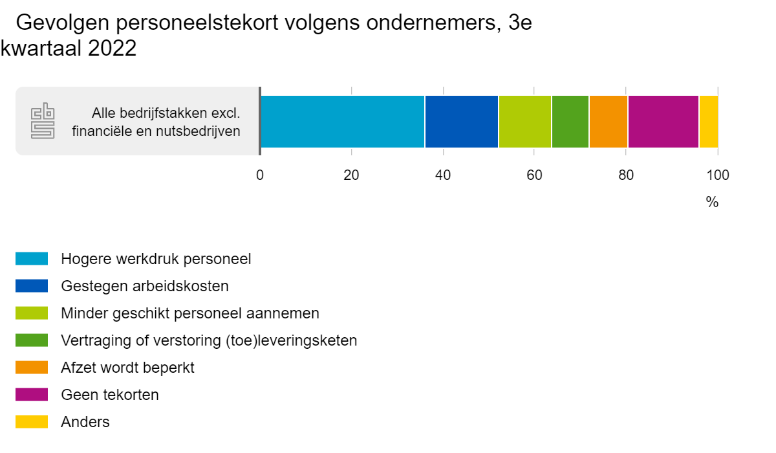 Gevolgen personeelstekort volgens ondernemers, 3e
kwartaal 2022
cbs
Alle bedrijfstakken excl.
financiële en nutsbedrijven
0 20 40 60 80 100
%
Hogere werkdruk personeel
Gestegen arbeidskosten
Minder geschikt personeel aannemen
Vertraging of verstoring (toe)leveringsketen
Afzet wordt beperkt
Geen tekorten
Anders